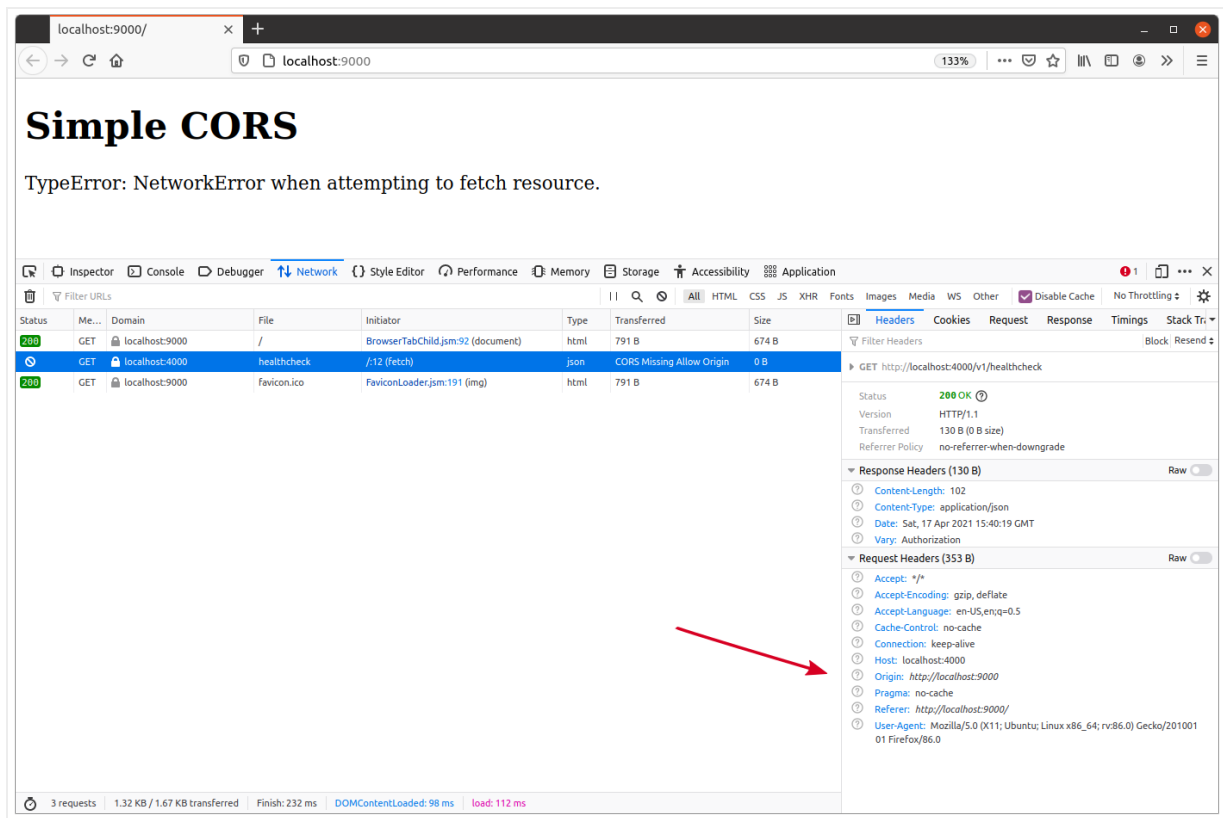 localhost:9000/
localhost:9000
133%
Simple CORS
TypeError: NetworkError when attempting to fetch resource.
Inspector Console Debugger Network Style Editor Performance Memory Storage Accessibility Application 1
Filter URLs All HTML CSS JS XHR Fonts Images Media WS Other Disable Cache No Throttling
Status Me... Domain File Initiator Type Transferred Size
200 GET localhost:9000 / BrowserTabChild.jsm:92 (document) html 791 B 674 B
GET localhost:4000 healthcheck /:12 (fetch) json CORS Missing Allow Origin 0 B
200 GET localhost:9000 favicon.ico FaviconLoader.jsm:191 (img) html 791 B 674 B
Headers Cookies Request Response Timings Stack Tra
Filter Headers Block Resend
GET http://localhost:4000/v1/healthcheck
Status 200 OK
Version HTTP/1.1
Transferred 130 B (0 B size)
Referrer Policy no-referrer-when-downgrade
Response Headers (130 B) Raw
Content-Length: 102
Content-Type: application/json
Date: Sat, 17 Apr 2021 15:40:19 GMT
Vary: Authorization
Request Headers (353 B) Raw
Accept: */*
Accept-Encoding: gzip, deflate
Accept-Language: en-US,en;q=0.5
Cache-Control: no-cache
Connection: keep-alive
Host: localhost:4000
Origin: http://localhost:9000
Pragma: no-cache
Referer: http://localhost:9000/
User-Agent: Mozilla/5.0 (X11; Ubuntu; Linux x86_64; rv:86.0) Gecko/201001
01 Firefox/86.0
3 requests 1.32 KB / 1.67 KB transferred Finish: 232 ms DOMContentLoaded: 98 ms load: 112 ms